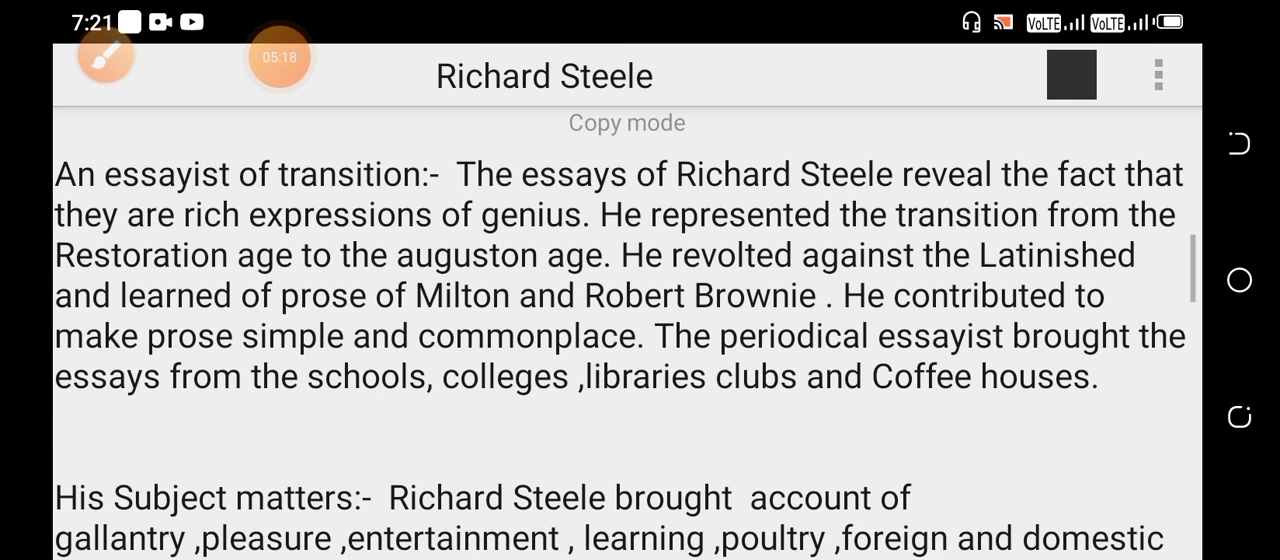 7:21
VoLTE VoLTE
05:18
Richard Steele
Copy mode
An essayist of transition:-  The essays of Richard Steele reveal the fact that
they are rich expressions of genius. He represented the transition from the
Restoration age to the auguston age. He revolted against the Latinished
and learned of prose of Milton and Robert Brownie . He contributed to
make prose simple and commonplace. The periodical essayist brought the
essays from the schools, colleges ,libraries clubs and Coffee houses.
His Subject matters:-  Richard Steele brought  account of
gallantry ,pleasure ,entertainment , learning ,poultry ,foreign and domestic